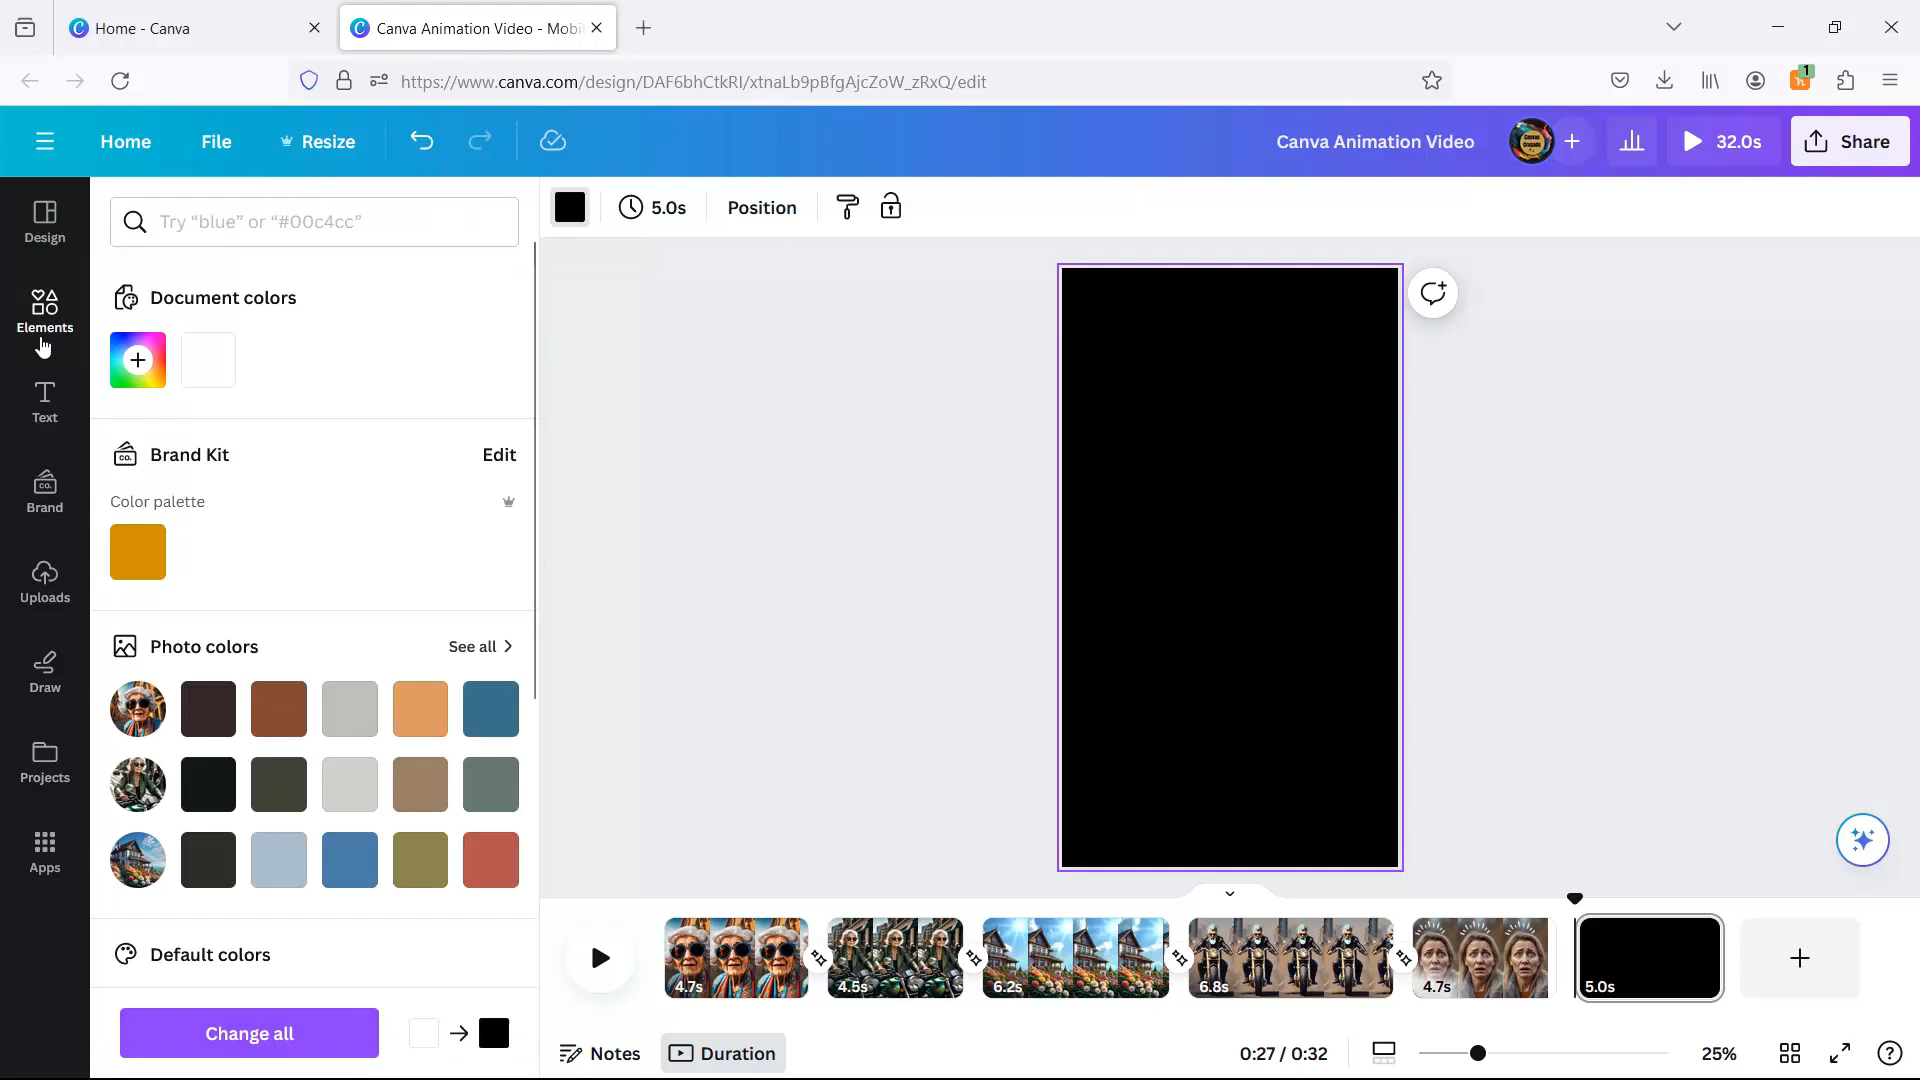 Home - Canva
Canva Animation Video - Mobi
https://www.canva.com/design/DAF6bhCtkRI/xtnaLb9pBfgAjcZoW_zRxQ/edit
1
Home
File
Resize
Canva Animation Video
32.0s
Share
Design
Elements
Text
Brand
Uploads
Draw
Projects
Apps
Try “blue” or “#00c4cc”
Document colors
Brand Kit
Edit
Color palette
Photo colors
See all
Default colors
Change all
5.0s
Position
4.7s
4.5s
6.2s
6.8s
4.7s
5.0s
Notes
Duration
0:27 / 0:32
25%